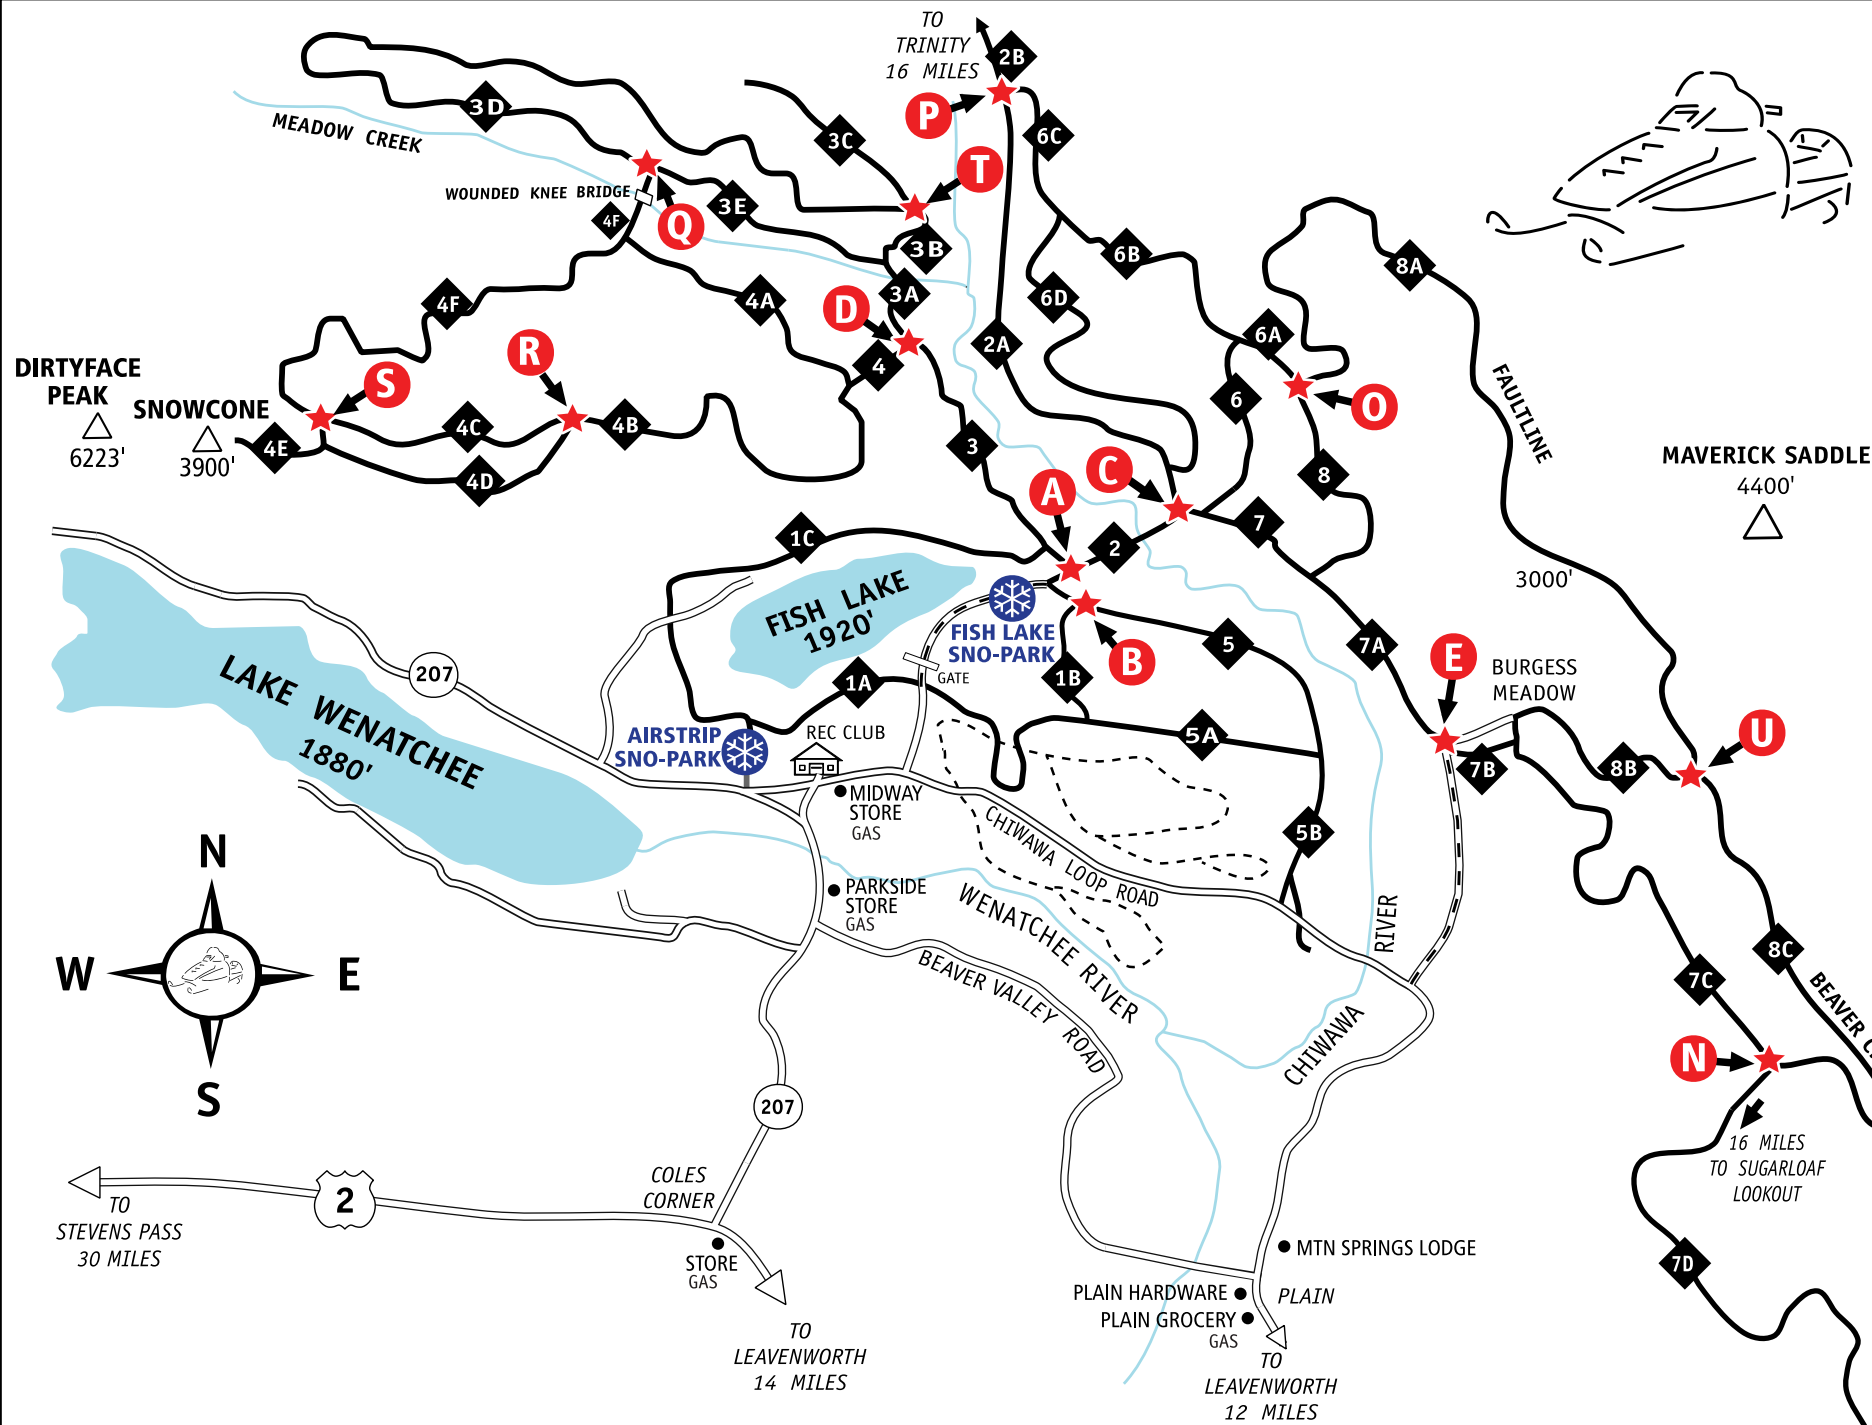 TO
TRINITY
16 MILES
2B
P
3D
MEADOW CREEK
3C
6C
T
WOUNDED KNEE BRIDGE
3E
4F
Q
3B
6B
8A
4F
4A
3A
D
6D
6A
2A
R
4
DIRTYFACE
PEAK
6223'
S
SNOWCONE
3900'
4E
4C
4B
4D
3
6
O
8
FAULTLINE
MAVERICK SADDLE
4400'
C
A
7
1C
2
3000'
FISH LAKE
1920'
FISH LAKE
SNO-PARK
GATE
B
5
7A
E
BURGESS
MEADOW
1B
1A
207
LAKE WENATCHEE
1880'
AIRSTRIP
SNO-PARK
REC CLUB
5A
7B
8B
U
MIDWAY
STORE
GAS
CHIWAWA LOOP ROAD
5B
N
W
E
S
PARKSIDE
STORE
GAS
WENATCHEE RIVER
BEAVER VALLEY ROAD
CHIWAWA
RIVER
7C
8C
BEAVER
N
16 MILES
TO SUGARLOAF
LOOKOUT
207
7D
COLES
CORNER
2
TO
STEVENS PASS
30 MILES
STORE
GAS
MTN SPRINGS LODGE
PLAIN HARDWARE
PLAIN
PLAIN GROCERY
GAS
TO
LEAVENWORTH
14 MILES
TO
LEAVENWORTH
12 MILES